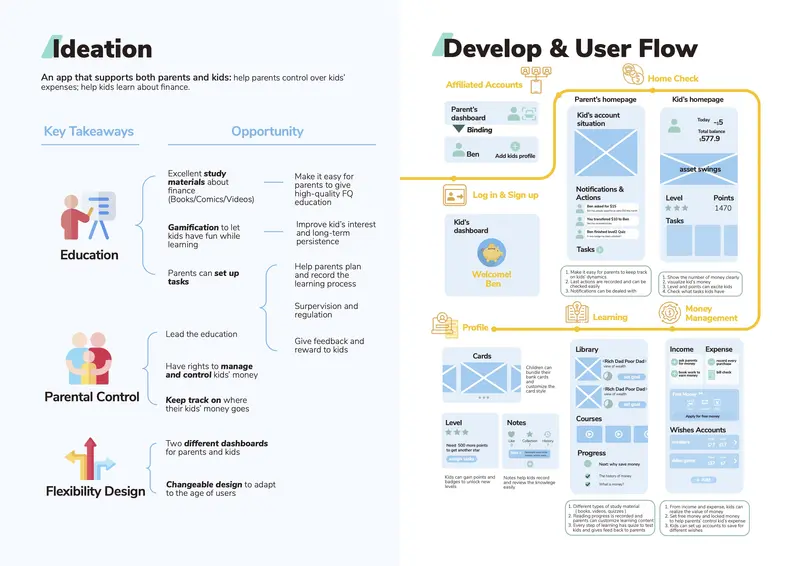 Ideation
An app that supports both parents and kids: help parents control over kids'
expenses; help kids learn about finance.
Key Takeaways
Opportunity
Education
Excellent study
materials about
finance
(Books/Comics/Videos)
Make it easy for
parents to give
high-quality FQ
education
Gamification to let
kids have fun while
learning
Improve kid's interest
and long-term
persistence
Parents can set up
tasks
Help parents plan
and record the
learning process
Surpervision and
regulation
Give feedback and
reward to kids
Parental Control
Lead the education
Have rights to manage
and control kids' money
Keep track on where
their kids' money goes
Flexibility Design
Two different dashboards
for parents and kids
Changeable design to adapt
to the age of users
Develop & User Flow
Affiliated Accounts
Parent's
dashboard
Binding
Ben
Add kids profile
Log in & Sign up
Kid's
dashboard
Welcome!
Ben
Home Check
Parent's homepage
Kid's account
situation
Notifications &
Actions
Ben asked for $15
You transferred $10 to Ben
Ben finished level2 Quiz
Tasks
1. Make it easy for parents to keep track
on kids' dynamics
2. Last actions are recorded and can be
checked easily
3. Notifications can be dealed with
Kid's homepage
Today -$5
Total balance
$577.9
asset swings
Level
Points
1470
Tasks
1. Show the number of money clearly,
visualize kid's money
3. Level and points can excite kids
4. Check what tasks kids have
Profile
Cards
Children can
bundle their
bank cards
and
customize the
card style
Level
Need 500 more points
to get another star
Kids can gain points and
badges to unlock new
levels
Notes
Like
Collection
History
Notes help kids record
and review the knowlege
easily
Learning
Library
<Rich Dad Poor Dad>
view of wealth
set goal
<Rich Dad Poor Dad>
view of wealth
set goal
Courses
Progress
Next: why save money
The history of money
What is money?
1. Different types of study material
( books, videos, quizzes )
2. Reading progress is recorded and
parents can customize learning content
3. Every step of learning has quize to test
kids and gives feed back to parents
Money
Management
Income
Expense
ask parents
for money
record every
purchase
book work to
earn money
bill check
Free Money
Apply for free money
Wishes Accounts
sneakers
video game
+ Add
1. From income and expense, kids can
realize the value of money
2. Set free money and locked money
to help parents' control kid's expense
3. Kids can set up accounts to save for
different wishes